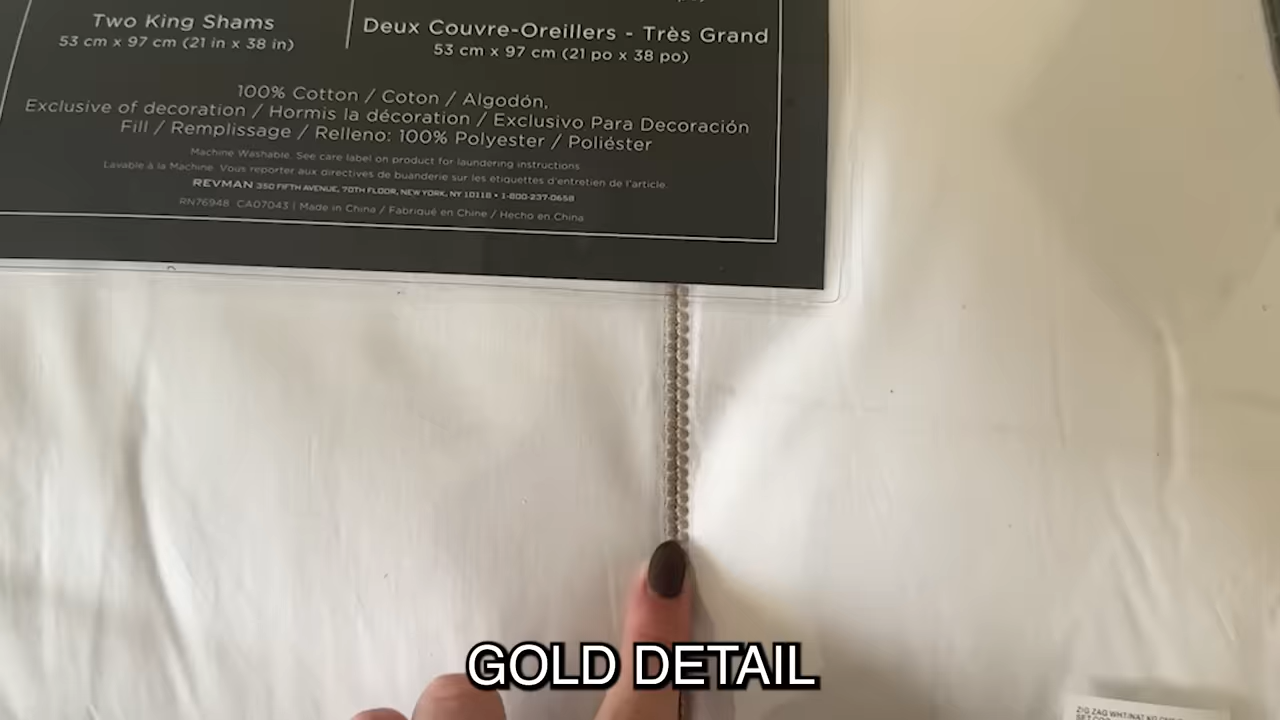 Two King Shams
53 cm x 97 cm (21 in x 38 in)
Deux Couvre-Oreillers - Très Grand
53 cm x 97 cm (21 po x 38 po)
100% Cotton / Coton / Algodón,
Exclusive of decoration / Hormis la décoration / Exclusivo Para Decoración
Fill / Remplissage / Relleno: 100% Polyester / Poliéster
Machine Washable. See care label on product for laundering instructions
Lavable à la Machine. Vous reporter aux directives de buanderie sur les étiquettes d'entretien de l'article.
REVMAN 350 FIFTH AVENUE, 70TH FLOOR, NEW YORK, NY 10118 • 1-800-237-0658
RN76948 CA07043 | Made in China / Fabriqué en Chine / Hecho en China
GOLD DETAIL
ZIG ZAG WHT/NAT